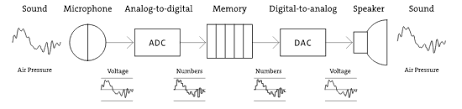 Sound Microphone Analog-to-digital Memory Digital-to-analog Speaker Sound
ADC DAC
Air Pressure Voltage Numbers Numbers Voltage Air Pressure